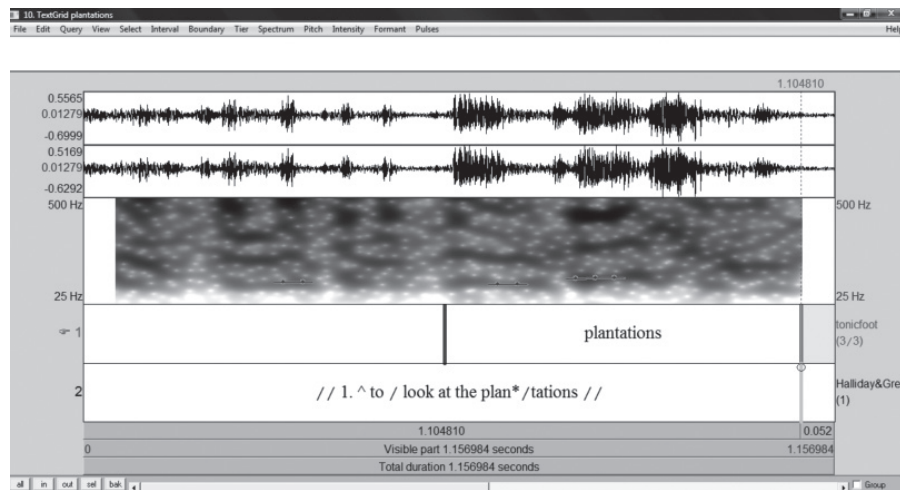 10. TextGrid plantations
File Edit Query View Select Interval Boundary Tier Spectrum Pitch Intensity Formant Pulses Help
1.104810
0.5565
0.01279
-0.6999
0.5169
0.01279
-0.6292
500 Hz 500 Hz
25 Hz 25 Hz
1 plantations tonicfoot
(3/3)
2 // 1. ^ to / look at the plan*/tations // Halliday&Gre
(1)
1.104810 0.052
0 Visible part 1.156984 seconds 1.156984
Total duration 1.156984 seconds
all in out sel bak Group